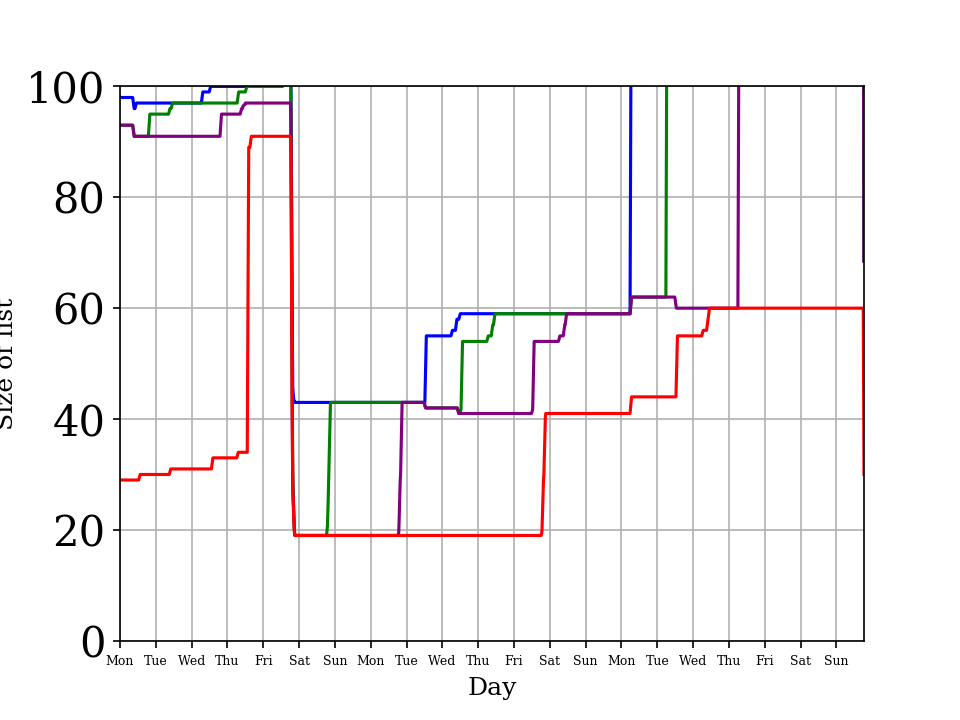 100
80
60
40
20
0
Size of list
Mon Tue Wed Thu Fri Sat Sun Mon Tue Wed Thu Fri Sat Sun Mon Tue Wed Thu Fri Sat Sun
Day